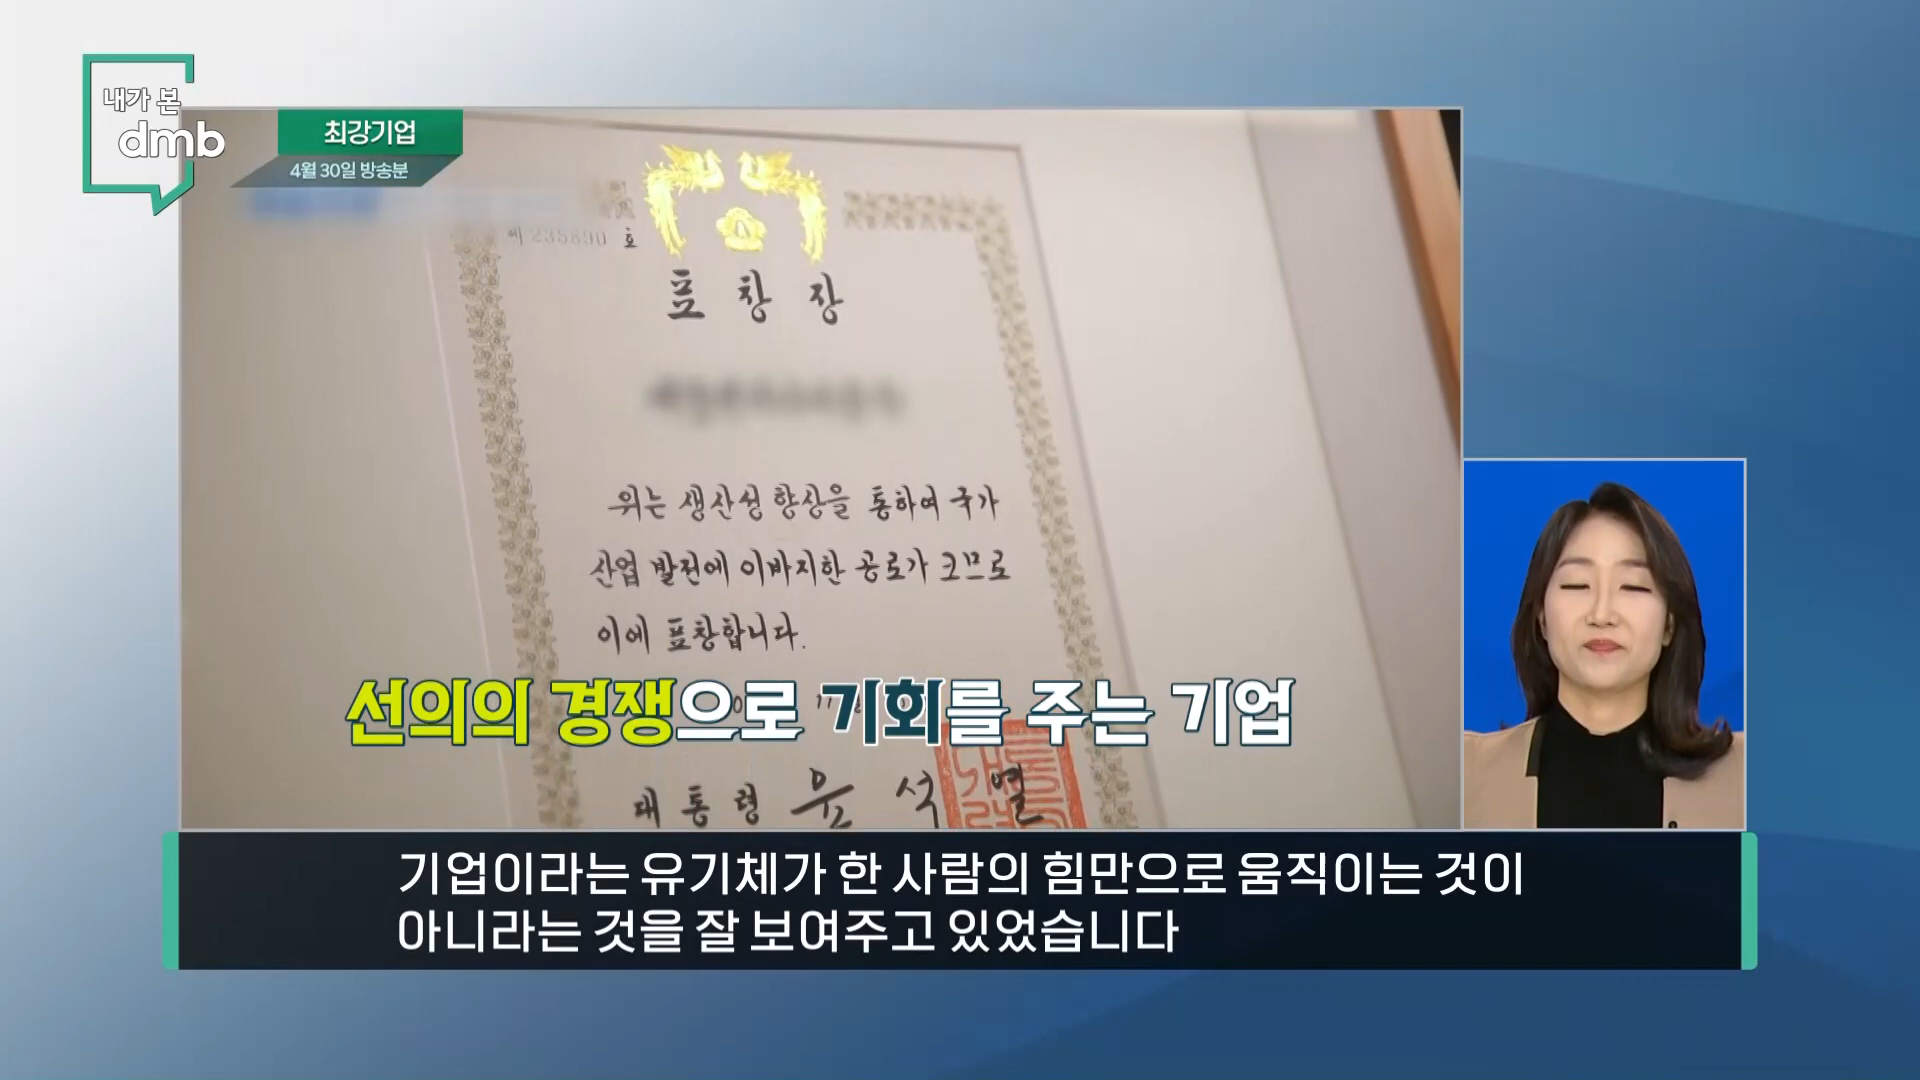 내가 본
dmb
최강기업
4월 30일 방송분
제 235890 호
표 창 장
위는 생산성 향상을 통하여 국가
산업 발전에 이바지한 공로가 크므로
이에 표창합니다.
선의의 경쟁으로 기회를 주는 기업
대 통 령 윤 석 열
기업이라는 유기체가 한 사람의 힘만으로 움직이는 것이
아니라는 것을 잘 보여주고 있었습니다